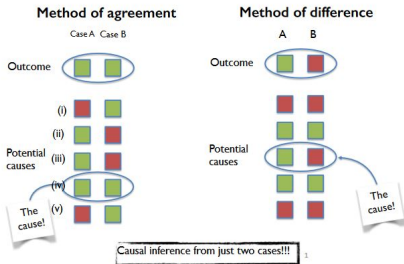 Method of agreement
Case A Case B
Outcome
(i)
(ii)
Potential
causes
(iii)
(iv)
(v)
The
cause!
Method of difference
A B
Outcome
Potential
causes
The
cause!
Causal inference from just two cases!!!
1